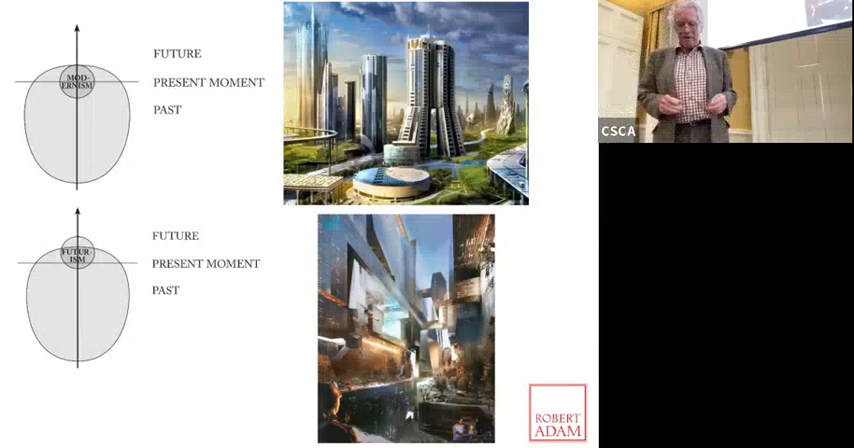 MOD-
ERNISM
FUTURE
PRESENT MOMENT
PAST
FUTUR-
ISM
FUTURE
PRESENT MOMENT
PAST
CSCA
ROBERT
ADAM